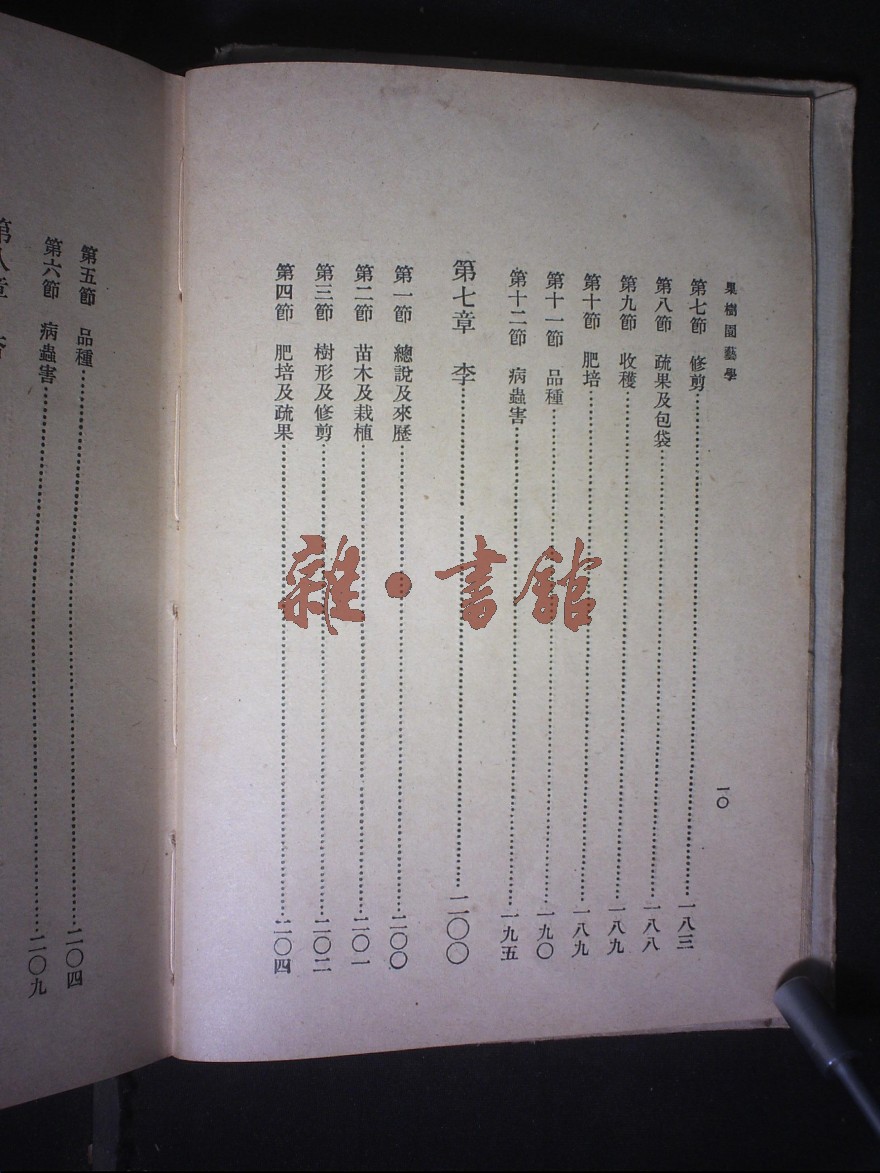 果樹園藝學
一〇
第七節 修剪……一八三
第八節 疏果及包袋……一八八
第九節 收穫……一八九
第十節 肥培……一八九
第十一節 品種……一九〇
第十二節 病蟲害……一九五
第七章 李……二〇〇
第一節 總說及來歷……二〇〇
第二節 苗木及栽植……二〇一
第三節 樹形及修剪……二〇二
第四節 肥培及疏果……二〇四
第五節 品種……二〇四
第六節 病蟲害……二〇九
第八章
雜·書館